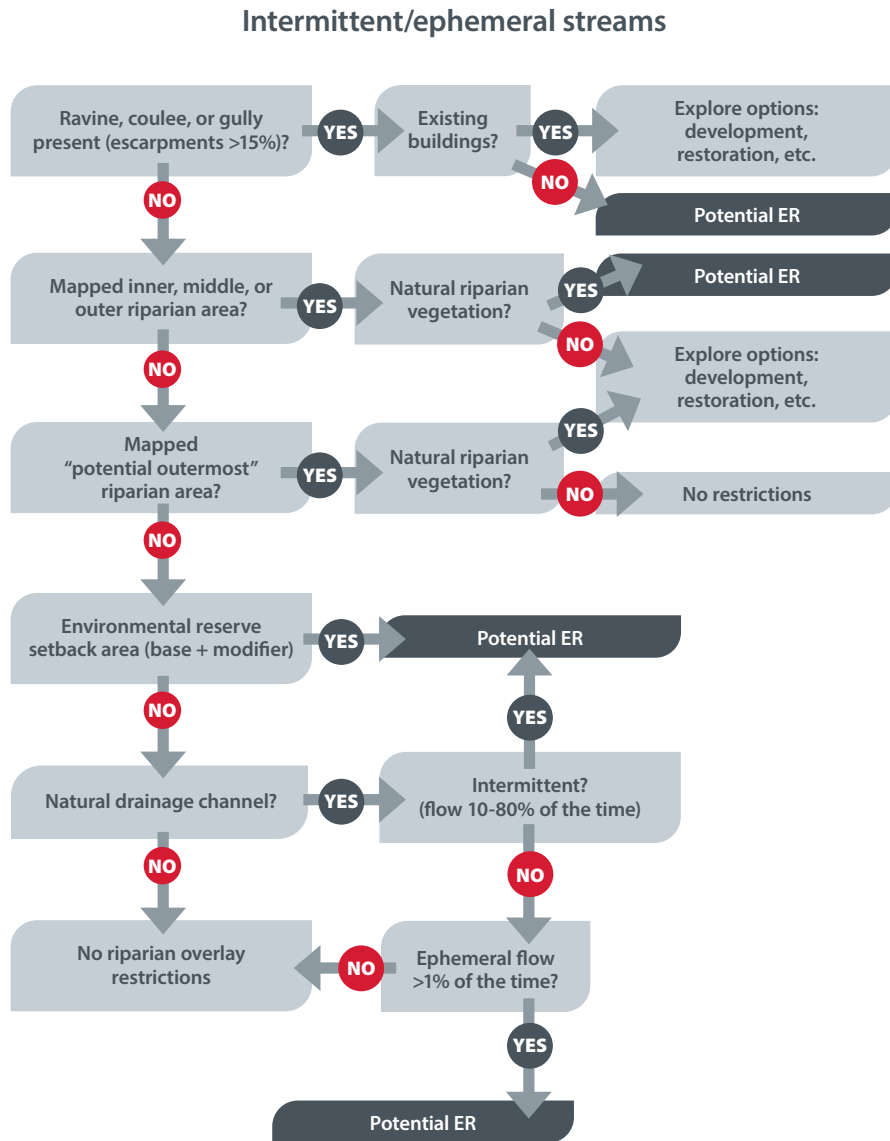 Intermittent/ephemeral streams
Ravine, coulee, or gully
present (escarpments >15%)?
YES
Existing
buildings?
YES
Explore options:
development,
restoration, etc.
NO
Potential ER
NO
Mapped inner, middle, or
outer riparian area?
YES
Natural riparian
vegetation?
YES
Potential ER
NO
Explore options:
development,
restoration, etc.
NO
Mapped
“potential outermost”
riparian area?
YES
Natural riparian
vegetation?
YES
NO
No restrictions
NO
Environmental reserve
setback area (base + modifier)
YES
Potential ER
NO
YES
Natural drainage channel?
YES
Intermittent?
(flow 10-80% of the time)
NO
NO
No riparian overlay
restrictions
NO
Ephemeral flow
>1% of the time?
YES
Potential ER